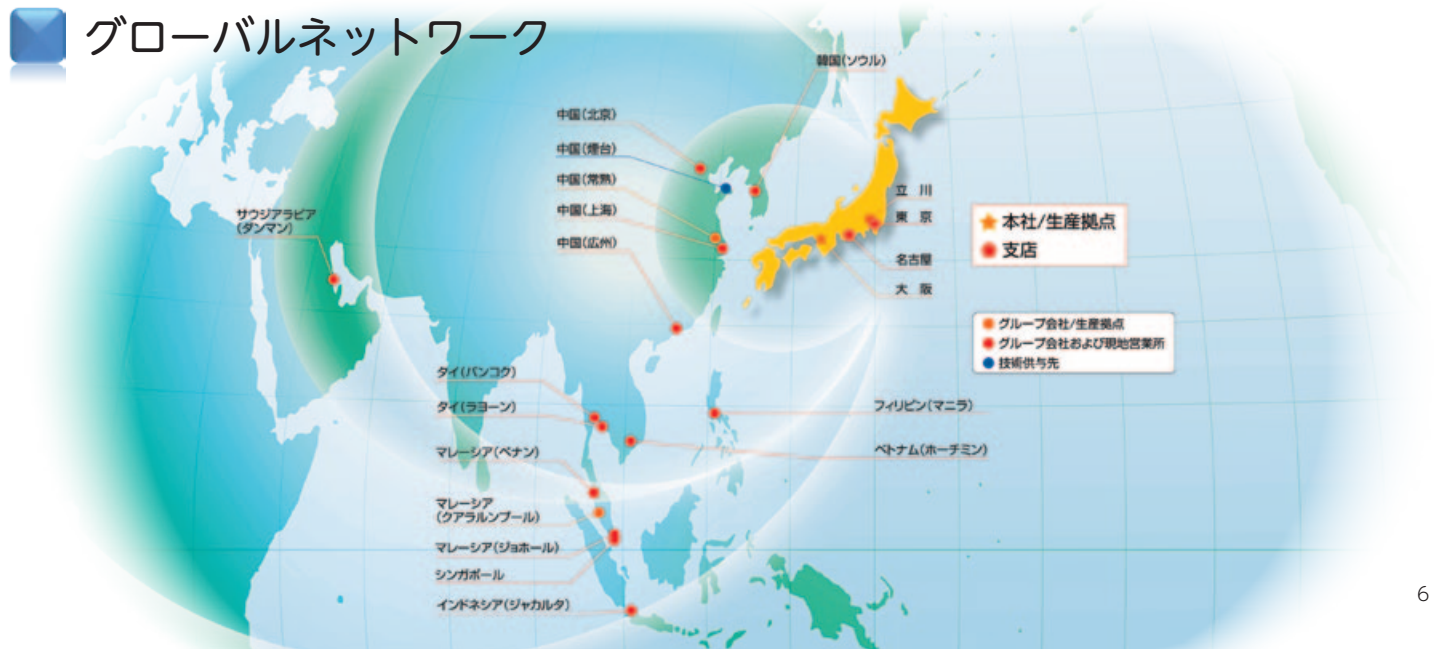 グローバルネットワーク
韓国(ソウル)
中国(北京)
中国(煙台)
中国(常熟)
中国(上海)
中国(広州)
サウジアラビア
(ダンマン)
立 川
東 京
名古屋
大 阪
本社/生産拠点
支店
グループ会社/生産拠点
グループ会社および現地営業所
技術供与先
タイ(バンコク)
タイ(ラヨーン)
マレーシア(ペナン)
マレーシア
(クアラルンプール)
マレーシア(ジョホール)
シンガポール
インドネシア(ジャカルタ)
フィリピン(マニラ)
ベトナム(ホーチミン)
6